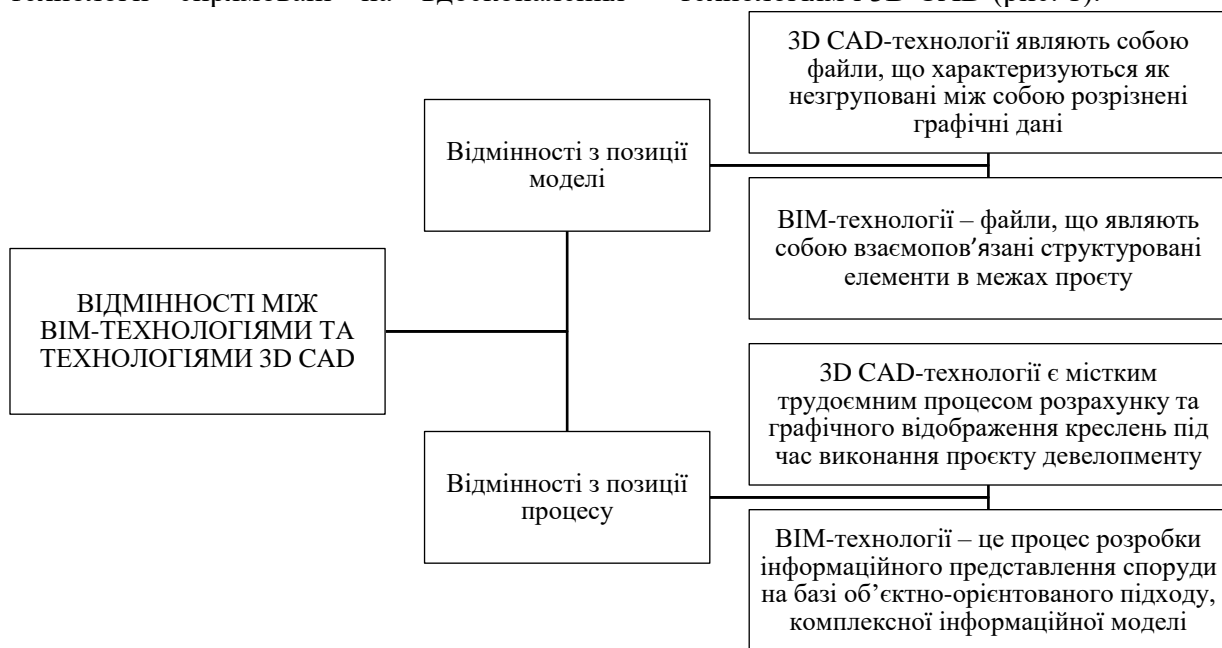 3D CAD-технології являють собою
файли, що характеризуються як
незгруповані між собою розрізнені
графічні дані
Відмінності з позиції
моделі
BIM-технології – файли, що являють
собою взаємопов’язані структуровані
елементи в межах проєту
ВІДМІННОСТІ МІЖ
BIM-ТЕХНОЛОГІЯМИ ТА
ТЕХНОЛОГІЯМИ 3D CAD
3D CAD-технології є містким
трудоємним процесом розрахунку та
графічного відображення креслень під
час виконання проєкту девелопменту
Відмінності з позиції
процесу
BIM-технології – це процес розробки
інформаційного представлення споруди
на базі об’єктно-орієнтованого підходу,
комплексної інформаційної моделі